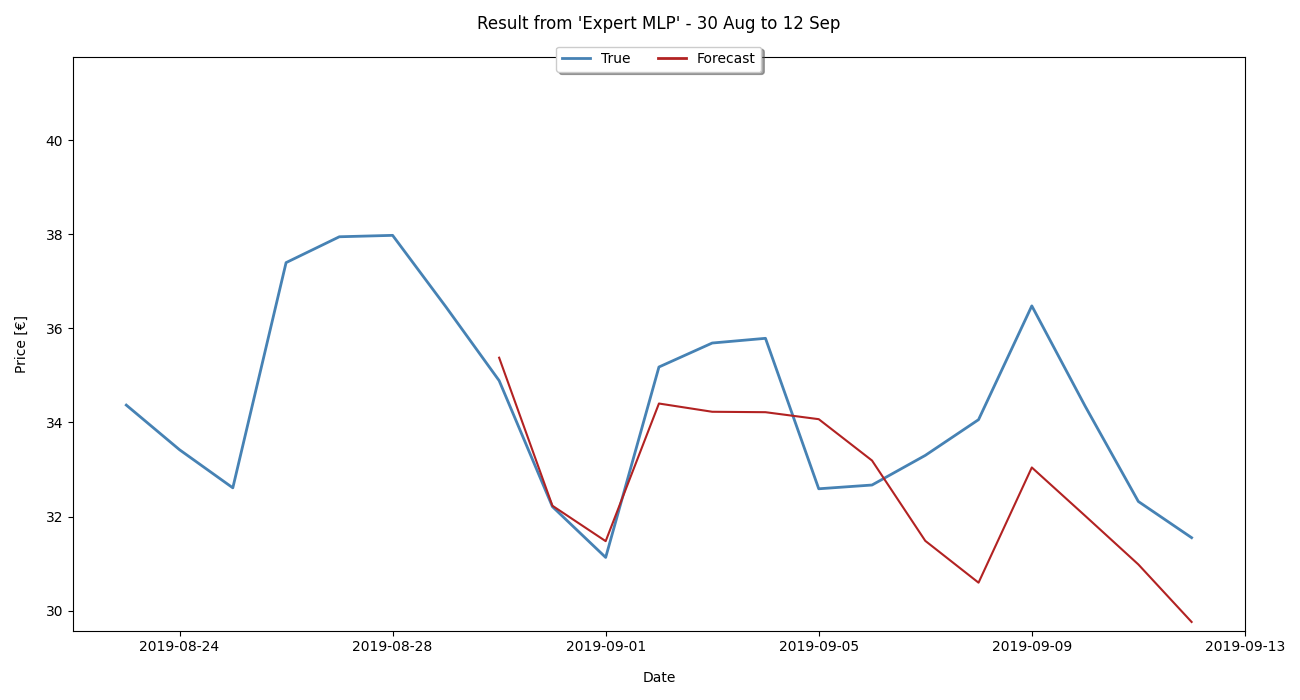 Result from 'Expert MLP' - 30 Aug to 12 Sep
True Forecast
40
38
36
34
32
30
Price [€]
2019-08-24 2019-08-28 2019-09-01 2019-09-05 2019-09-09 2019-09-13
Date